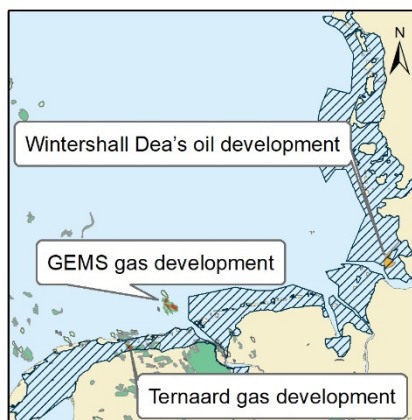 N
Wintershall Dea's oil development
GEMS gas development
Ternaard gas development